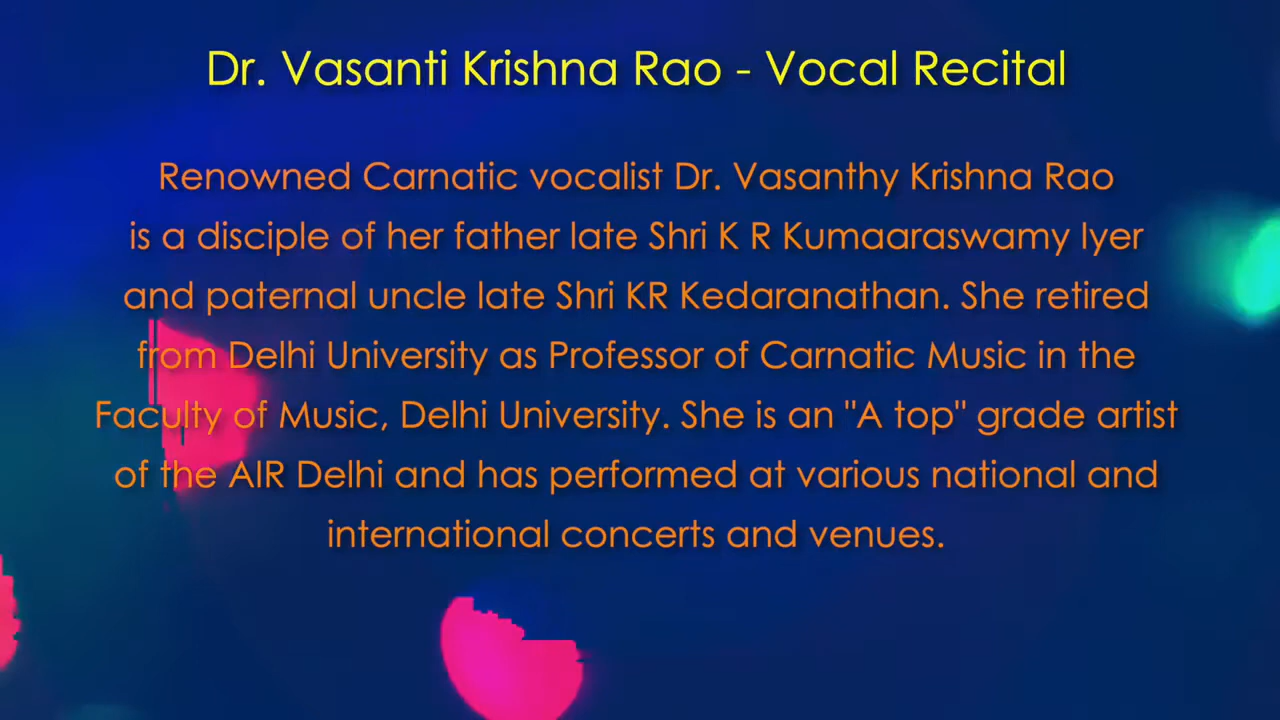 Dr. Vasanti Krishna Rao - Vocal Recital
Renowned Carnatic vocalist Dr. Vasanthy Krishna Rao
is a disciple of her father late Shri K R Kumaaraswamy Iyer
and paternal uncle late Shri KR Kedaranathan. She retired
from Delhi University as Professor of Carnatic Music in the
Faculty of Music, Delhi University. She is an "A top" grade artist
of the AIR Delhi and has performed at various national and
international concerts and venues.